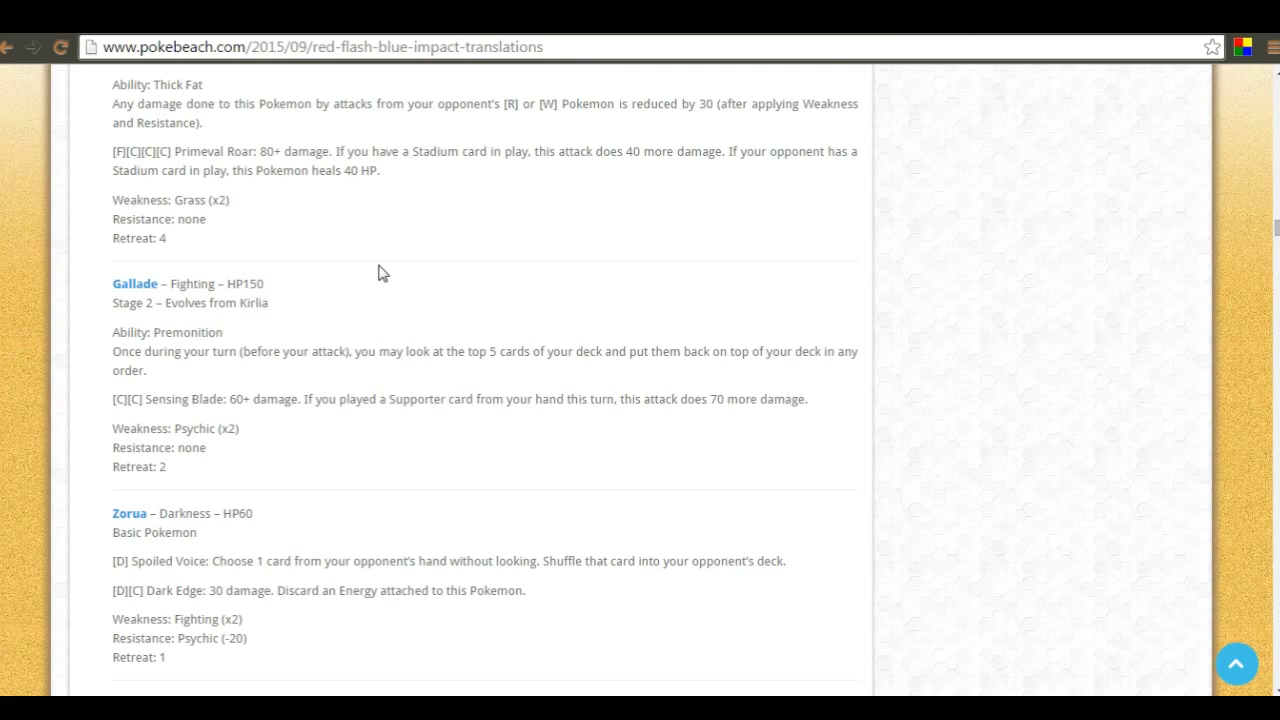 www.pokebeach.com/2015/09/red-flash-blue-impact-translations
Ability: Thick Fat
Any damage done to this Pokemon by attacks from your opponent's [R] or [W] Pokemon is reduced by 30 (after applying Weakness
and Resistance).
[F][C][C][C] Primeval Roar: 80+ damage. If you have a Stadium card in play, this attack does 40 more damage. If your opponent has a
Stadium card in play, this Pokemon heals 40 HP.
Weakness: Grass (x2)
Resistance: none
Retreat: 4
Gallade – Fighting – HP150
Stage 2 – Evolves from Kirlia
Ability: Premonition
Once during your turn (before your attack), you may look at the top 5 cards of your deck and put them back on top of your deck in any
order.
[C][C] Sensing Blade: 60+ damage. If you played a Supporter card from your hand this turn, this attack does 70 more damage.
Weakness: Psychic (x2)
Resistance: none
Retreat: 2
Zorua – Darkness – HP60
Basic Pokemon
[D] Spoiled Voice: Choose 1 card from your opponent's hand without looking. Shuffle that card into your opponent's deck.
[D][C] Dark Edge: 30 damage. Discard an Energy attached to this Pokemon.
Weakness: Fighting (x2)
Resistance: Psychic (-20)
Retreat: 1